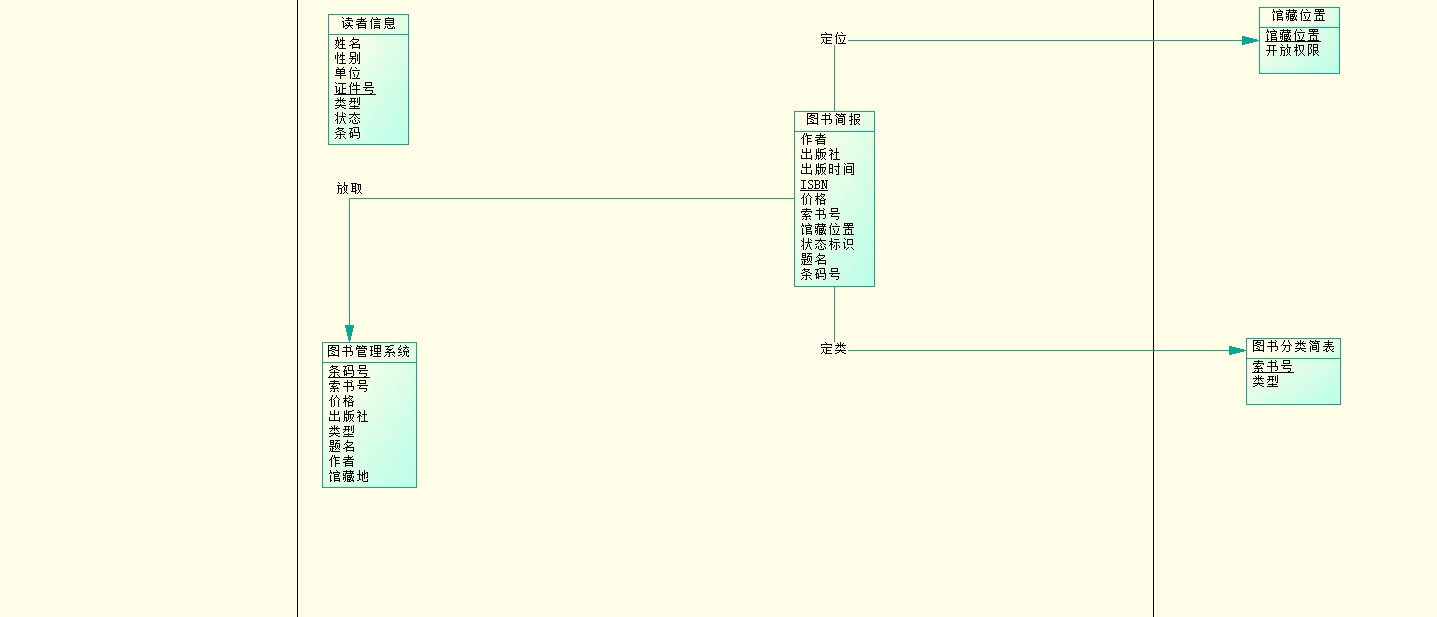 读者信息
姓名
性别
单位
证件号
类型
状态
条码
定位
馆藏位置
馆藏位置
开放权限
图书简报
作者
出版社
出版时间
ISBN
价格
索书号
馆藏位置
状态标识
题名
条码号
放取
图书管理系统
条码号
索书号
价格
出版社
类型
题名
作者
馆藏地
定类
图书分类简表
索书号
类型